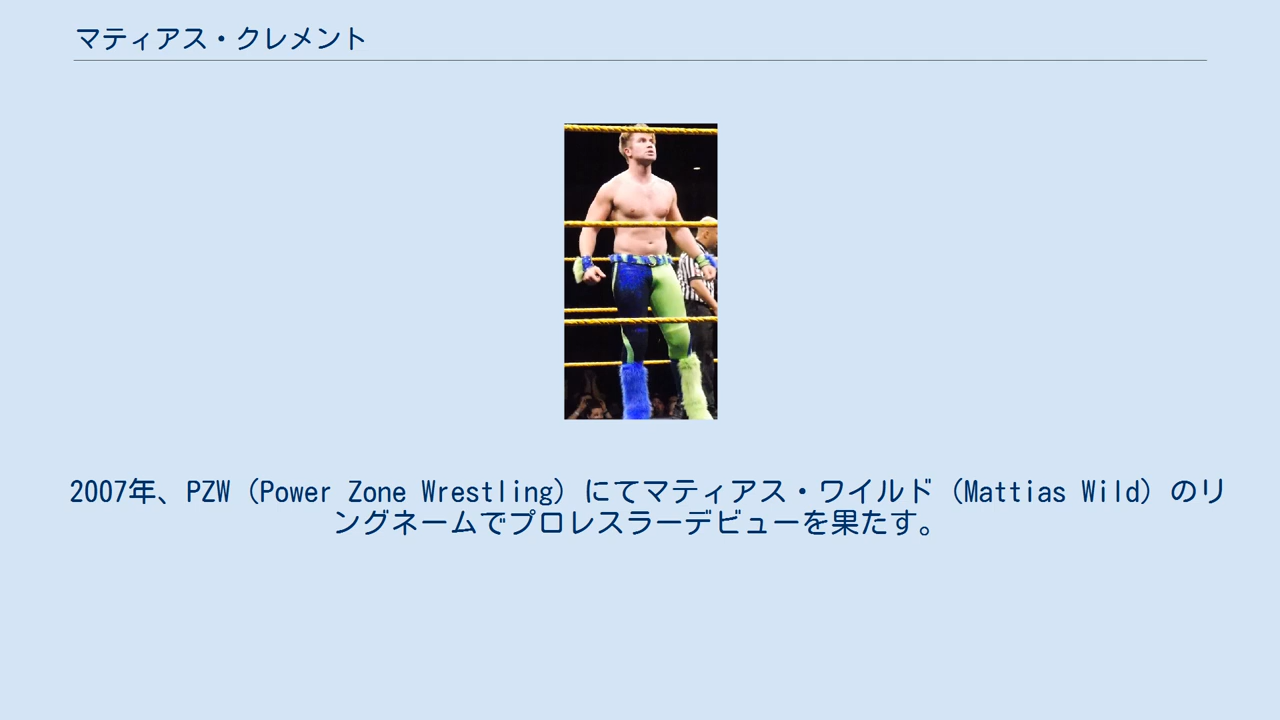 マティアス・クレメント
2007年、PZW (Power Zone Wrestling) にてマティアス・ワイルド (Mattias Wild) のリ
ングネームでプロレスラーデビューを果たす。